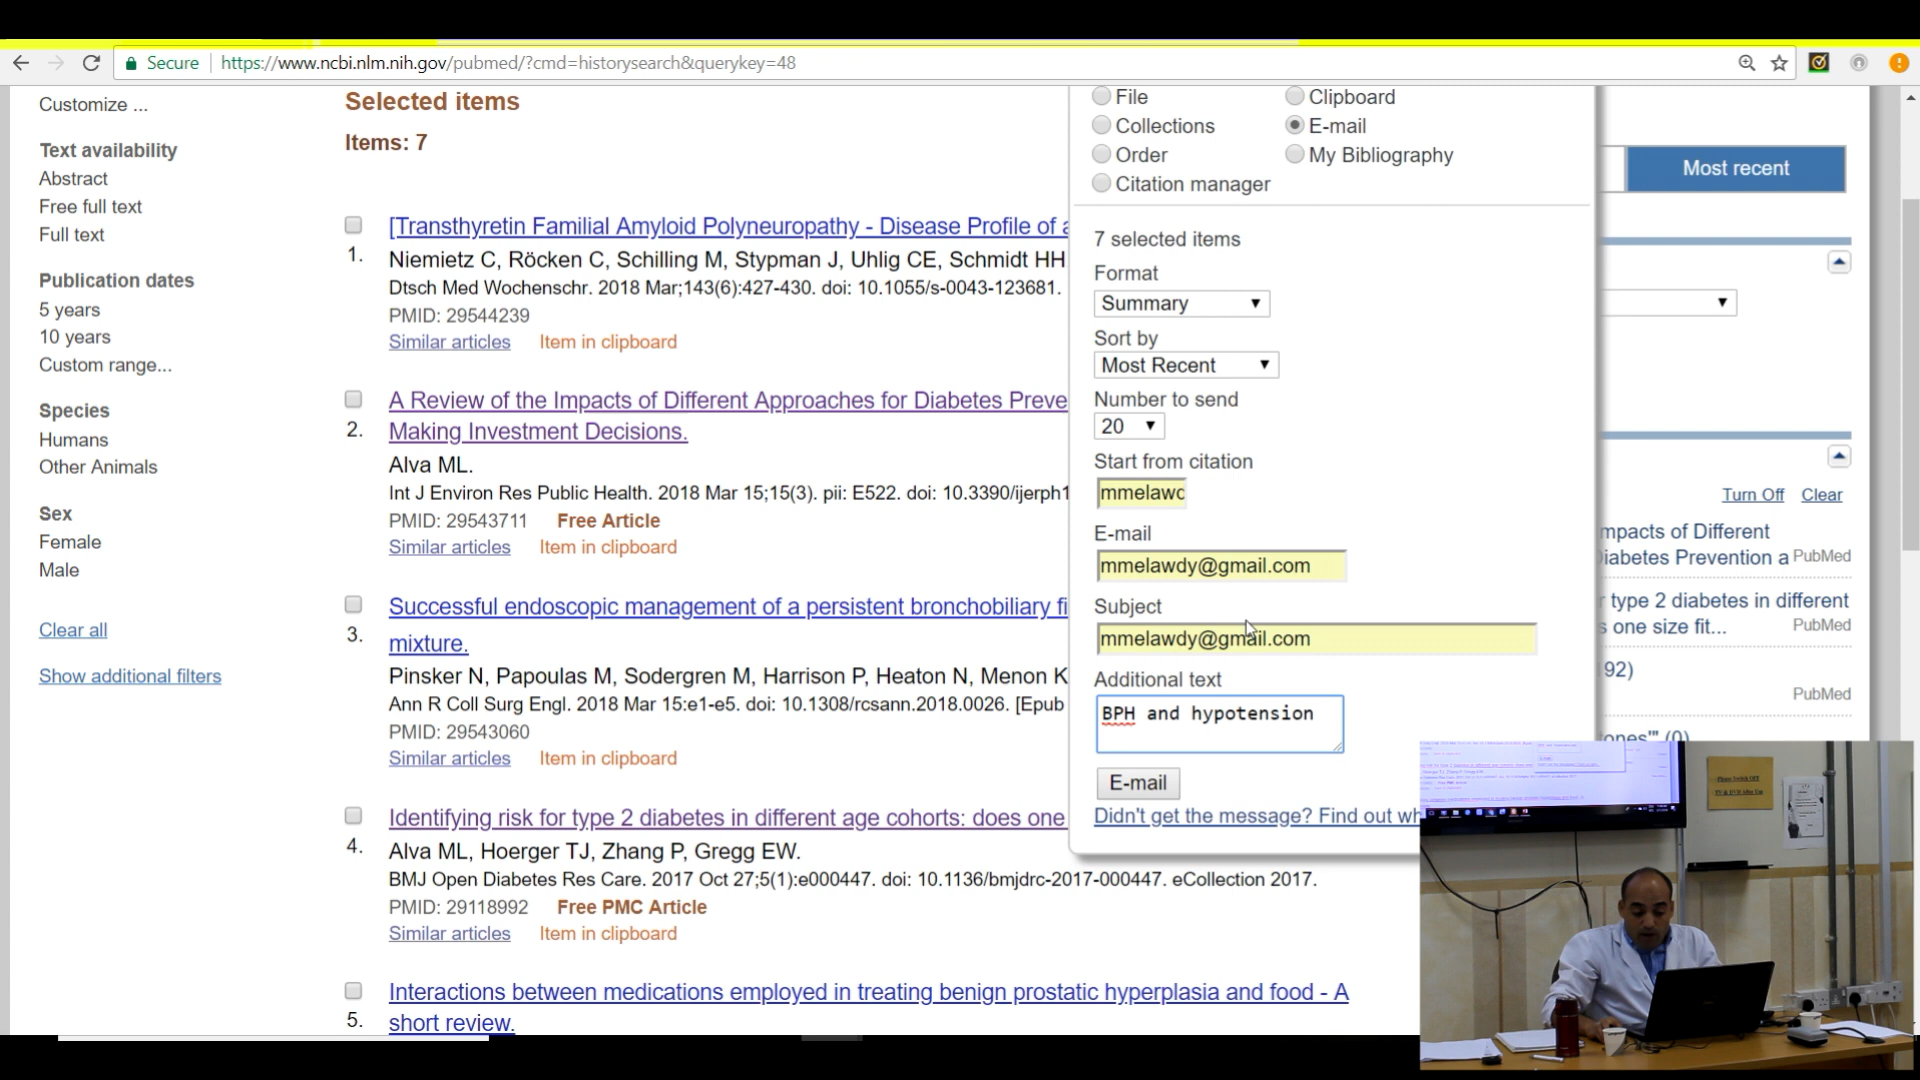 Secure https://www.ncbi.nlm.nih.gov/pubmed/?cmd=historysearch&querykey=48
Customize ...
Text availability
Abstract
Free full text
Full text
Publication dates
5 years
10 years
Custom range...
Species
Humans
Other Animals
Sex
Female
Male
Clear all
Show additional filters
Selected items
Items: 7
1.
[Transthyretin Familial Amyloid Polyneuropathy - Disease Profile of a
Niemietz C, Röcken C, Schilling M, Stypman J, Uhlig CE, Schmidt HH
Dtsch Med Wochenschr. 2018 Mar;143(6):427-430. doi: 10.1055/s-0043-123681.
PMID: 29544239
Similar articles Item in clipboard
A Review of the Impacts of Different Approaches for Diabetes Preve
2. Making Investment Decisions.
Alva ML.
Int J Environ Res Public Health. 2018 Mar 15;15(3). pii: E522. doi: 10.3390/ijerph1
PMID: 29543711 Free Article
Similar articles Item in clipboard
Successful endoscopic management of a persistent bronchobiliary fi
3. mixture.
Pinsker N, Papoulas M, Sodergren M, Harrison P, Heaton N, Menon K
Ann R Coll Surg Engl. 2018 Mar 15:e1-e5. doi: 10.1308/rcsann.2018.0026. [Epub
PMID: 29543060
Similar articles Item in clipboard
Identifying risk for type 2 diabetes in different age cohorts: does one
4. Alva ML, Hoerger TJ, Zhang P, Gregg EW.
BMJ Open Diabetes Res Care. 2017 Oct 27;5(1):e000447. doi: 10.1136/bmjdrc-2017-000447. eCollection 2017.
PMID: 29118992 Free PMC Article
Similar articles Item in clipboard
Interactions between medications employed in treating benign prostatic hyperplasia and food - A
5. short review.
File Clipboard
Collections E-mail
Order My Bibliography
Citation manager
7 selected items
Format
Summary
Sort by
Most Recent
Number to send
20
Start from citation
mmelawd
E-mail
mmelawdy@gmail.com
Subject
mmelawdy@gmail.com
Additional text
BPH and hypotension
E-mail
Didn't get the message? Find out wh
Most recent
Turn Off Clear
mpacts of Different
iabetes Prevention a PubMed
type 2 diabetes in different
s one size fit... PubMed
92)
PubMed
ones'" (0)
Please Switch OFF